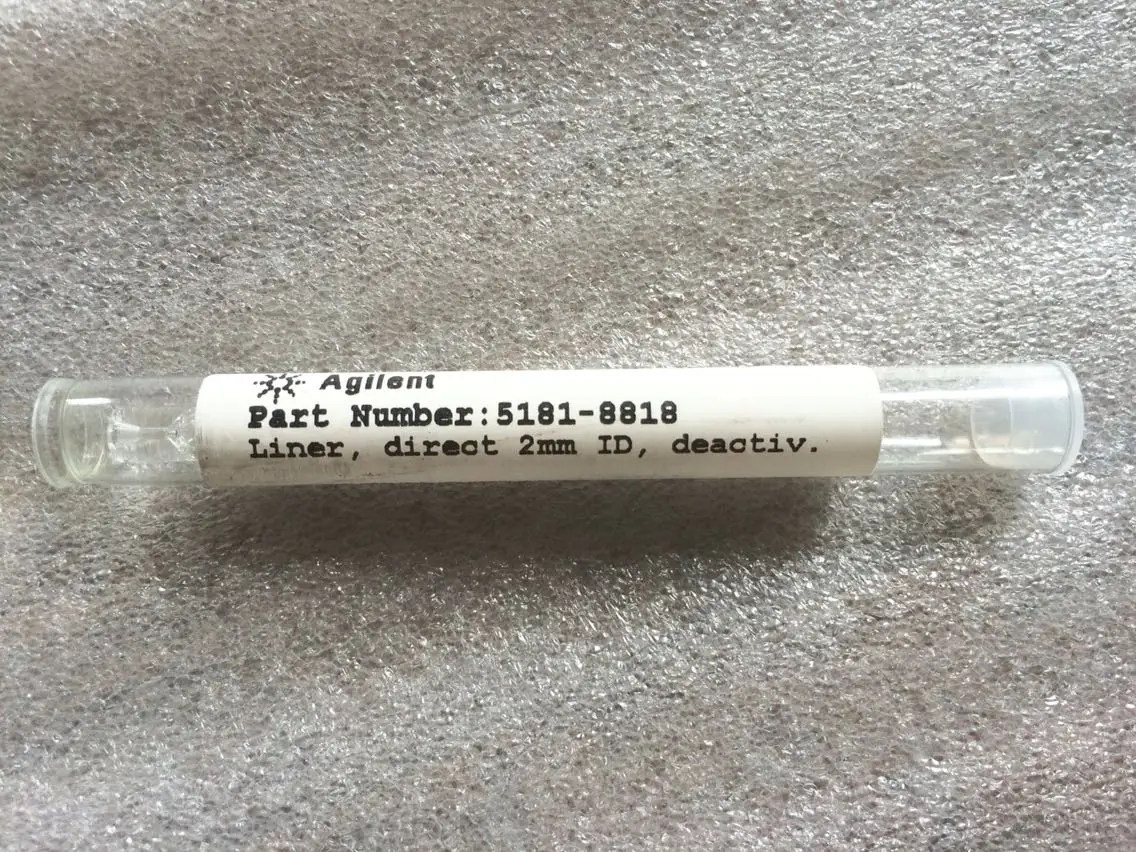 Agilent
Part Number:5181-8818
Liner, direct 2mm ID, deactiv.